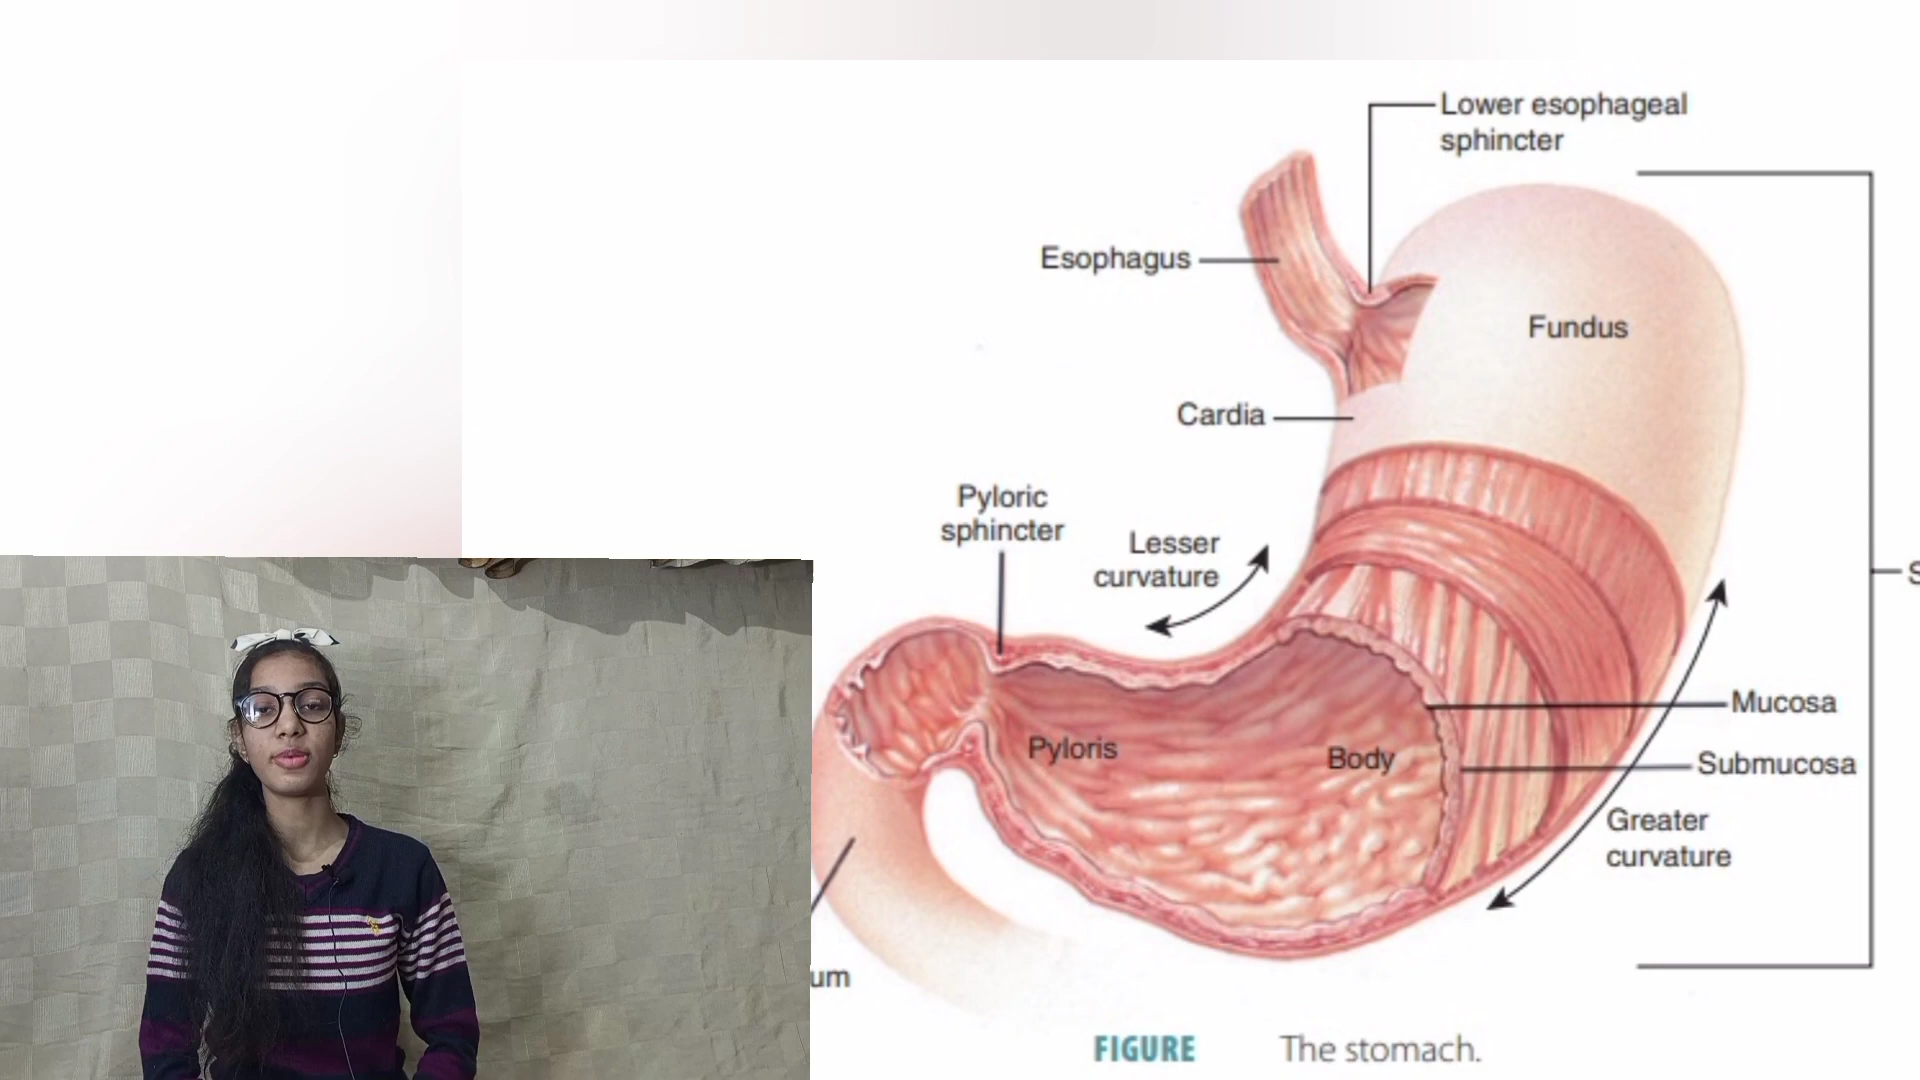 Lower esophageal
sphincter
Esophagus
Fundus
Cardia
Pyloric
sphincter
Lesser
curvature
S
Mucosa
Pyloris
Body
Submucosa
Greater
curvature
um
FIGURE The stomach.